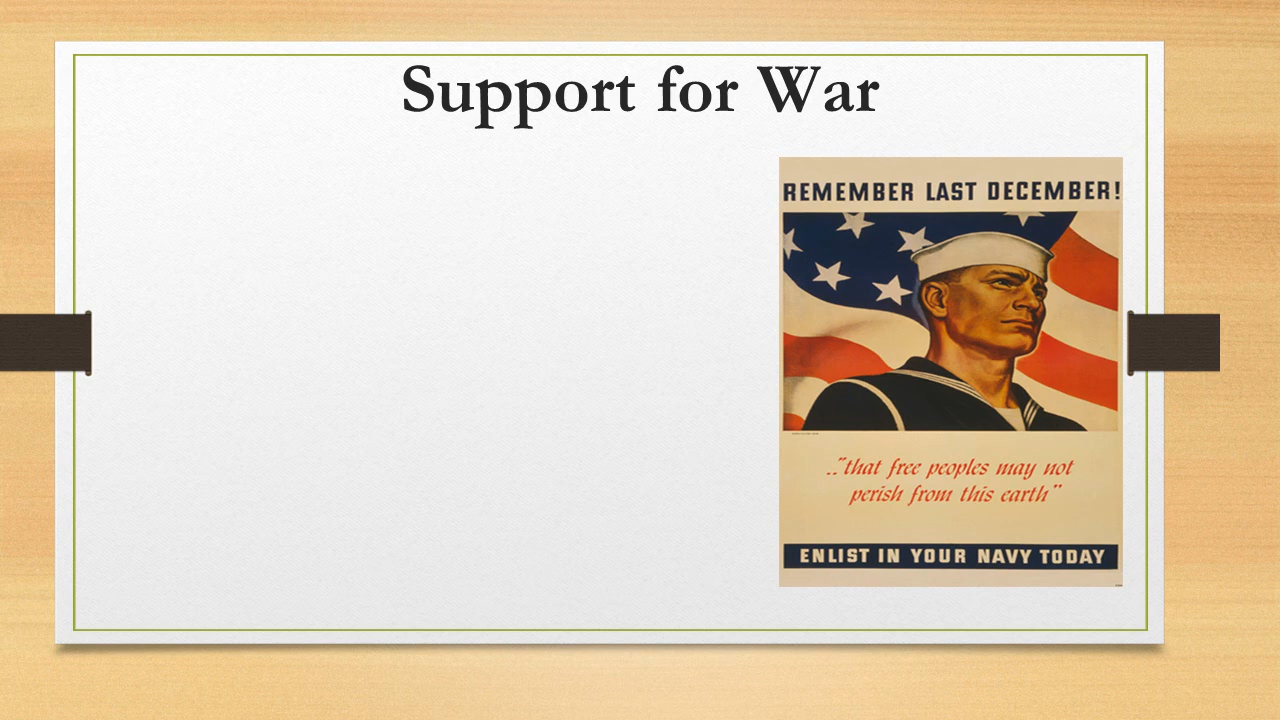 Support for War
REMEMBER LAST DECEMBER!
.."that free peoples may not
perish from this earth"
ENLIST IN YOUR NAVY TODAY